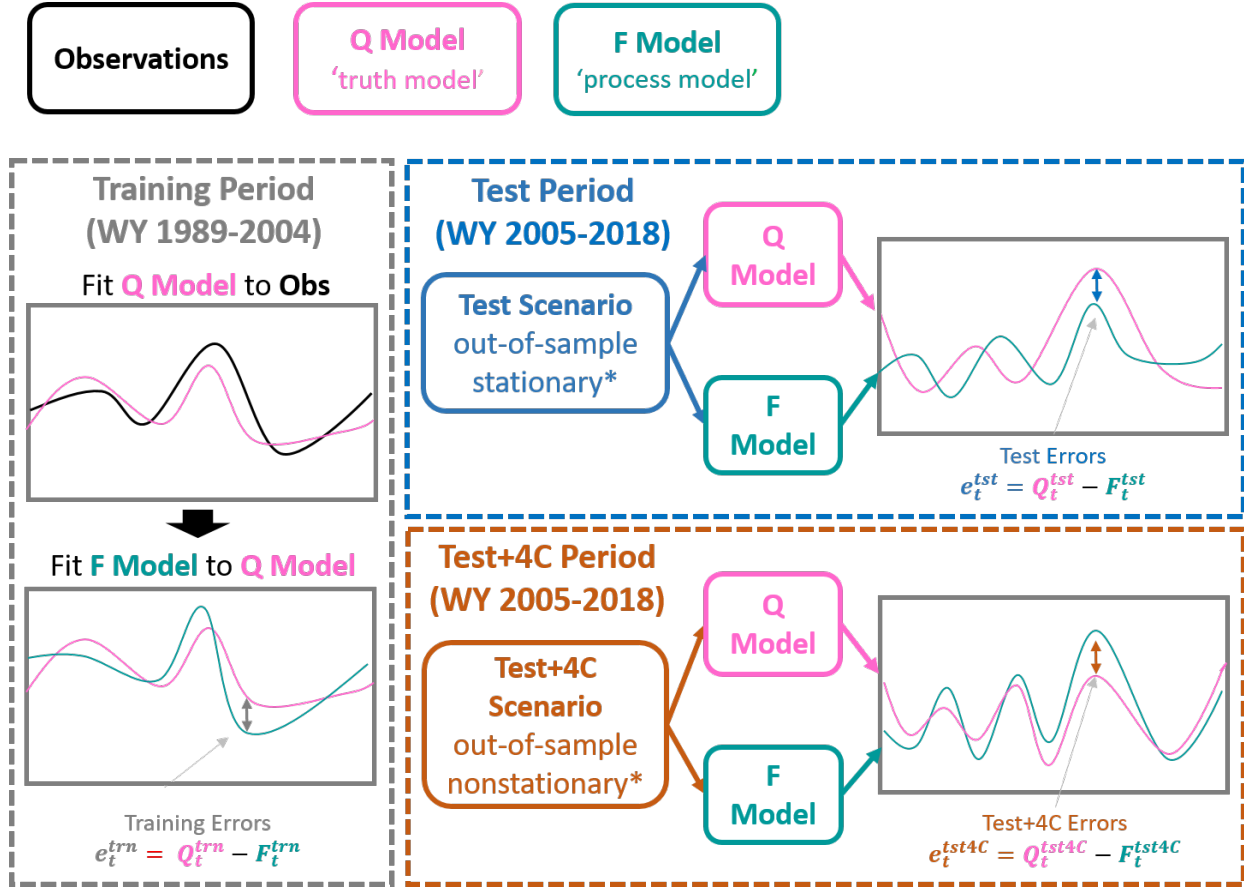 Observations
Q Model
‘truth model’
F Model
‘process model’
Training Period
(WY 1989-2004)
Fit Q Model to Obs
Fit F Model to Q Model
Training Errors
e_t^{trn} = Q_t^{trn} − F_t^{trn}
Test Period
(WY 2005-2018)
Test Scenario
out-of-sample
stationary*
Q
Model
F
Model
Test Errors
e_t^{tst} = Q_t^{tst} − F_t^{tst}
Test+4C Period
(WY 2005-2018)
Test+4C
Scenario
out-of-sample
nonstationary*
Q
Model
F
Model
Test+4C Errors
e_t^{tst4C} = Q_t^{tst4C} − F_t^{tst4C}